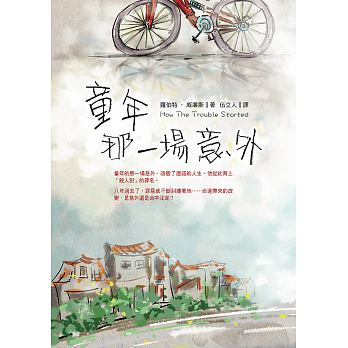 童年
那一場意外
羅伯特・威廉斯∥著 伍立人∥譯
How The Trouble Started
童年的那一場意外,改變了唐諾的人生。他從此背上
「殺人犯」的罪名。
八年過去了,罪惡感不斷糾纏著他……命運帶來的改
變,是意外還是命中注定?